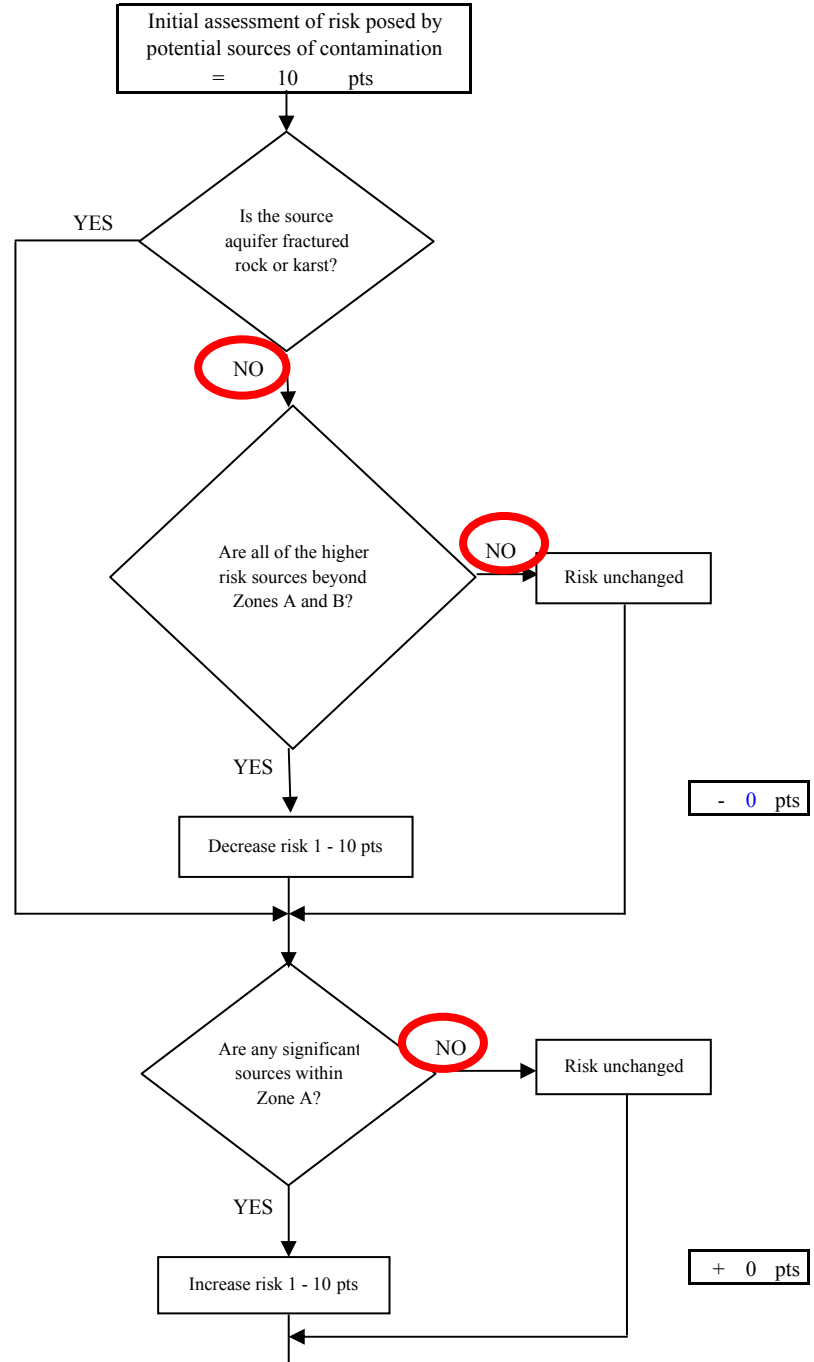 Initial assessment of risk posed by
potential sources of contamination
= 10 pts
YES
Is the source
aquifer fractured
rock or karst?
NO
Are all of the higher
risk sources beyond
Zones A and B?
NO
Risk unchanged
YES
- 0 pts
Decrease risk 1 - 10 pts
Are any significant
sources within
Zone A?
NO
Risk unchanged
YES
+ 0 pts
Increase risk 1 - 10 pts